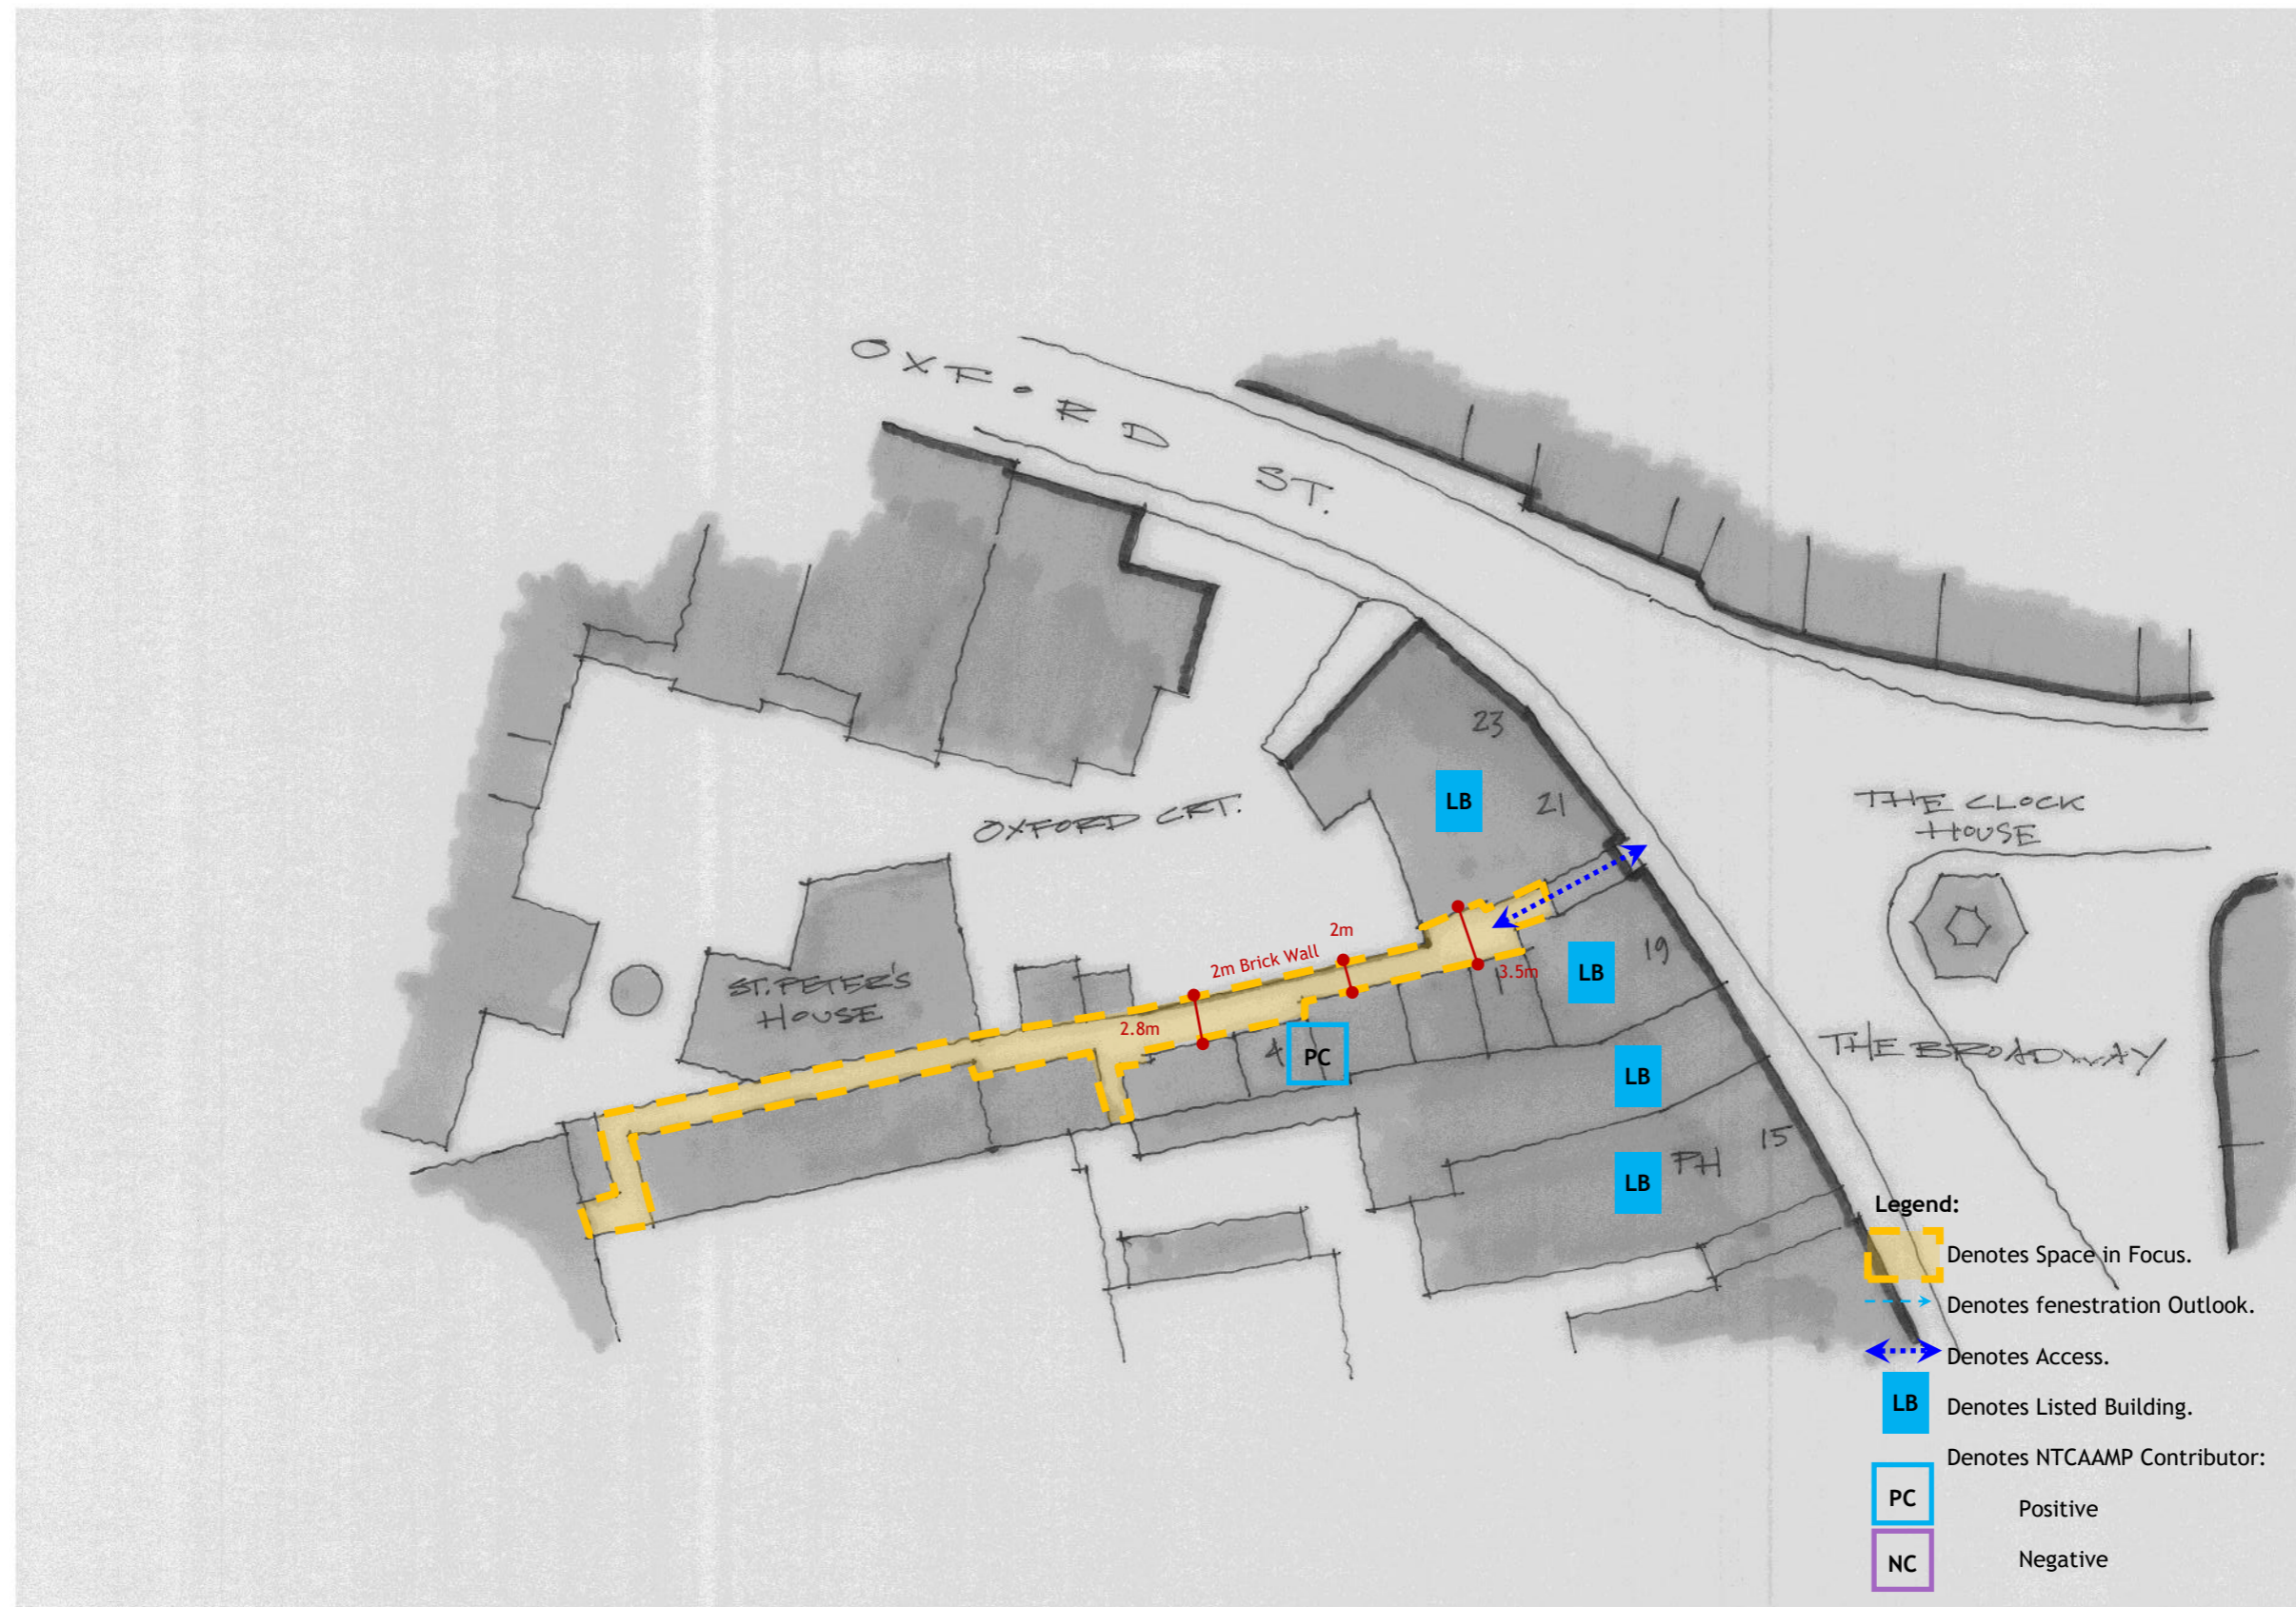 OXFORD
ST.
23
LB
21
THE CLOCK
HOUSE
OXFORD CRT.
2m
2m Brick Wall
19
3.5m
LB
ST. PETER'S
HOUSE
2.8m
4
PC
THE BROADWAY
LB
15
PH
LB
Legend:
Denotes Space in Focus.
Denotes fenestration Outlook.
Denotes Access.
LB
Denotes Listed Building.
Denotes NTCAAMP Contributor:
PC
Positive
NC
Negative